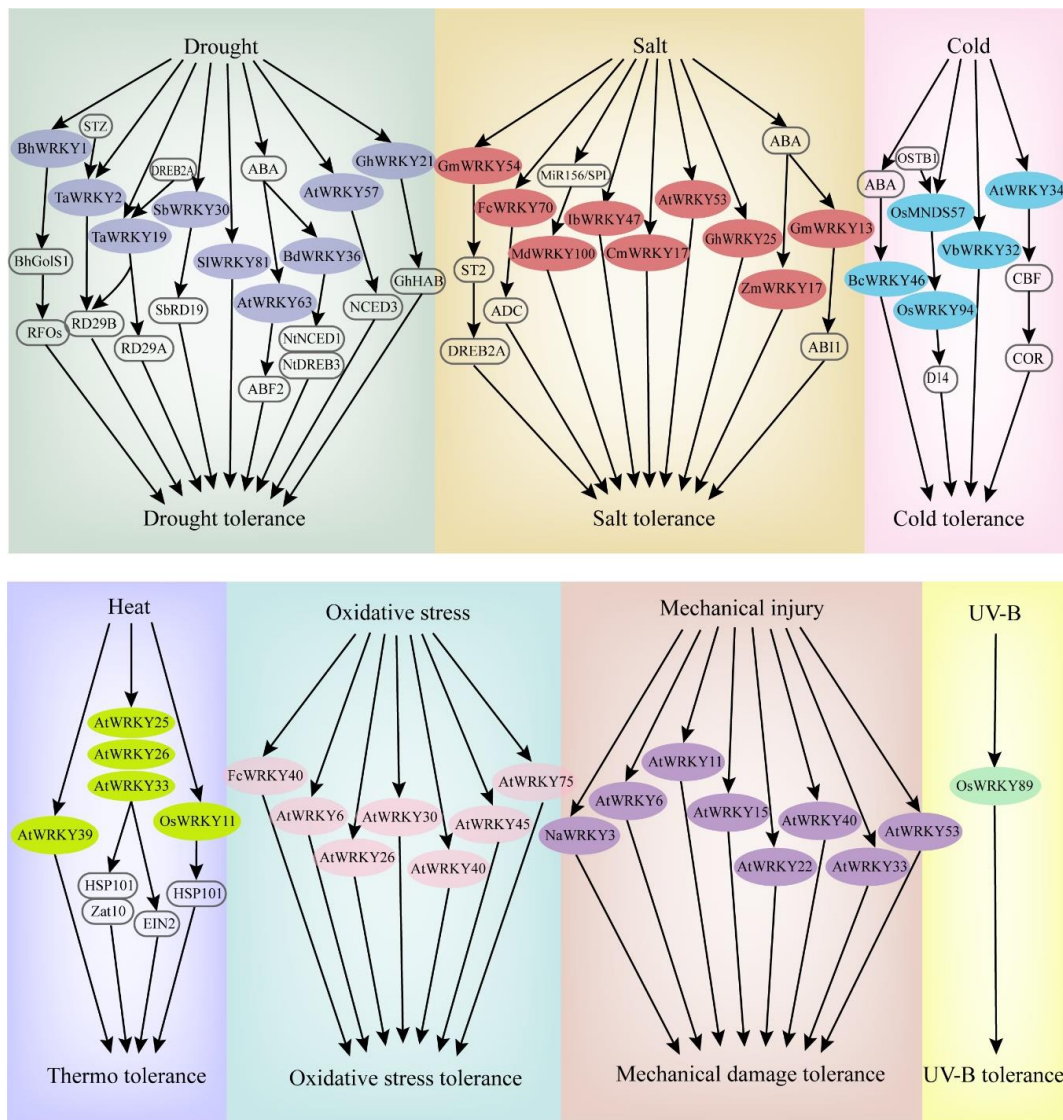 Drought
STZ
BhWRKY1
TaWRKY2
DREB2A
TaWRKY19
SbWRKY30
SlWRKY81
ABA
BdWRKY36
AtWRKY63
AtWRKY57
GhWRKY21
BhGolS1
RFOs
RD29B
RD29A
SbRD19
NtNCED1
NtDREB3
ABF2
NCED3
GhHAB
Drought tolerance
Salt
GmWRKY54
FcWRKY70
MiR156/SPI
MdWRKY100
IbWRKY47
CmWRKY17
AtWRKY53
GhWRKY25
ABA
ZmWRKY17
GmWRKY13
ST2
ADC
DREB2A
ABI1
Salt tolerance
Cold
ABA
OSTB1
OsMNDS57
AtWRKY34
VbWRKY32
BcWRKY46
OsWRKY94
CBF
D14
COR
Cold tolerance
Heat
AtWRKY25
AtWRKY26
AtWRKY33
AtWRKY39
OsWRKY11
HSP101
Zat10
EIN2
HSP101
Thermo tolerance
Oxidative stress
FcWRKY40
AtWRKY6
AtWRKY26
AtWRKY30
AtWRKY40
AtWRKY45
AtWRKY75
Oxidative stress tolerance
Mechanical injury
NaWRKY3
AtWRKY6
AtWRKY11
AtWRKY15
AtWRKY22
AtWRKY40
AtWRKY33
AtWRKY53
Mechanical damage tolerance
UV-B
OsWRKY89
UV-B tolerance